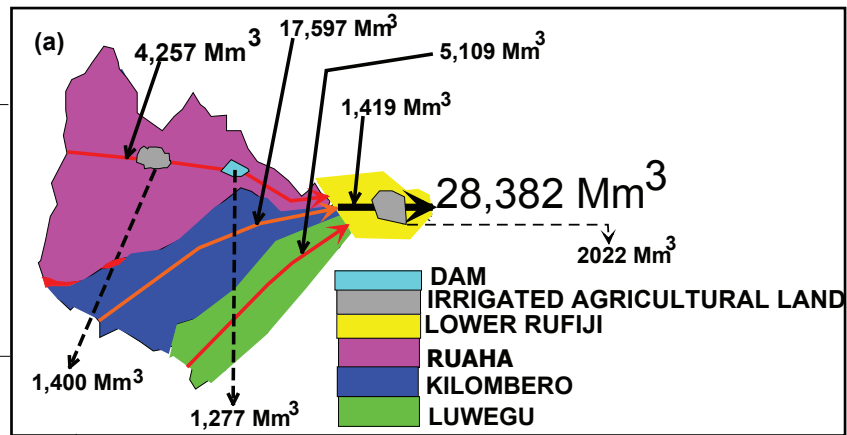 (a)
17,597 Mm³
4,257 Mm³
5,109 Mm³
1,419 Mm³
28,382 Mm³
2022 Mm³
DAM
IRRIGATED AGRICULTURAL LAND
LOWER RUFIJI
RUAHA
KILOMBERO
LUWEGU
1,400 Mm³
1,277 Mm³